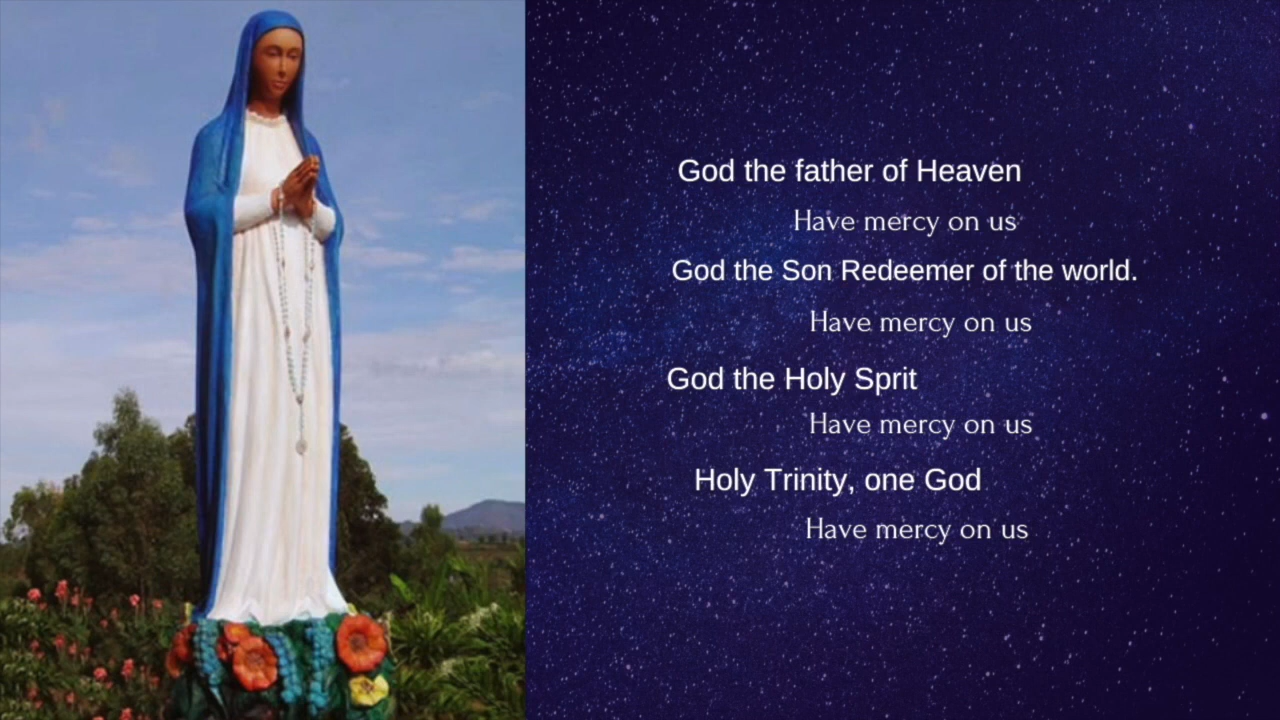 God the father of Heaven
Have mercy on us
God the Son Redeemer of the world.
Have mercy on us
God the Holy Sprit
Have mercy on us
Holy Trinity, one God
Have mercy on us